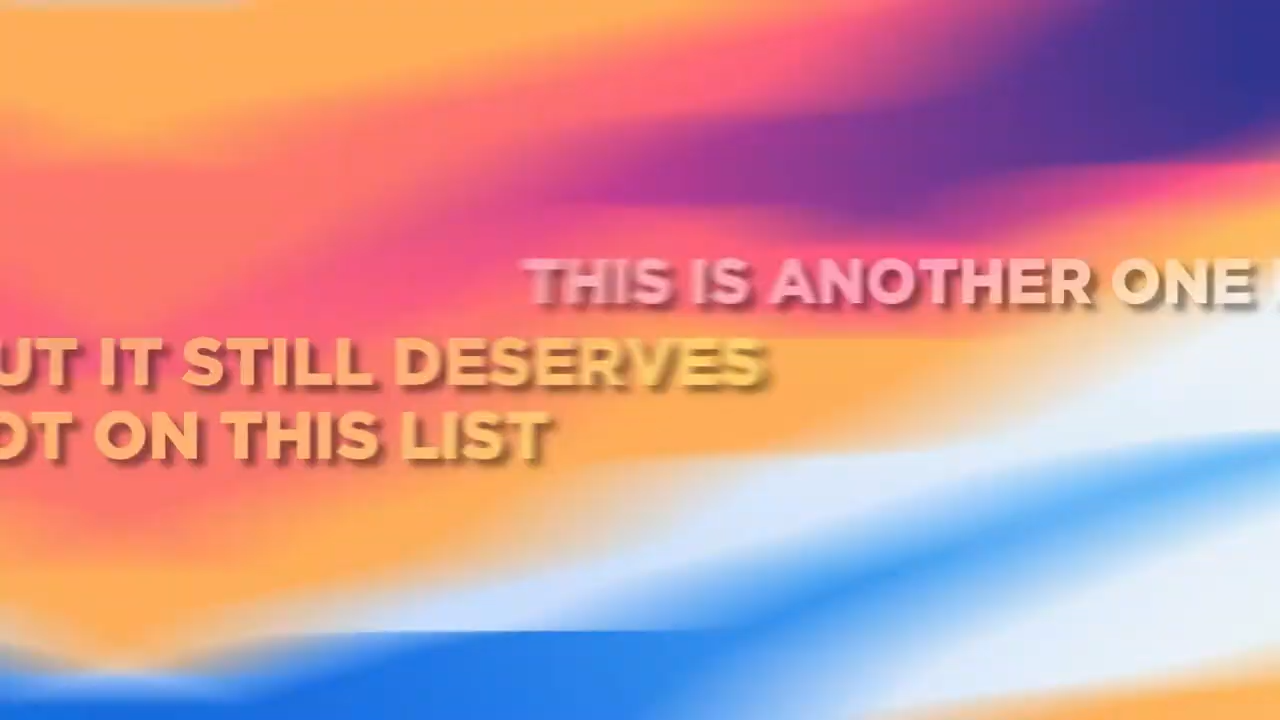 THIS IS ANOTHER ONE
UT IT STILL DESERVES
OT ON THIS LIST